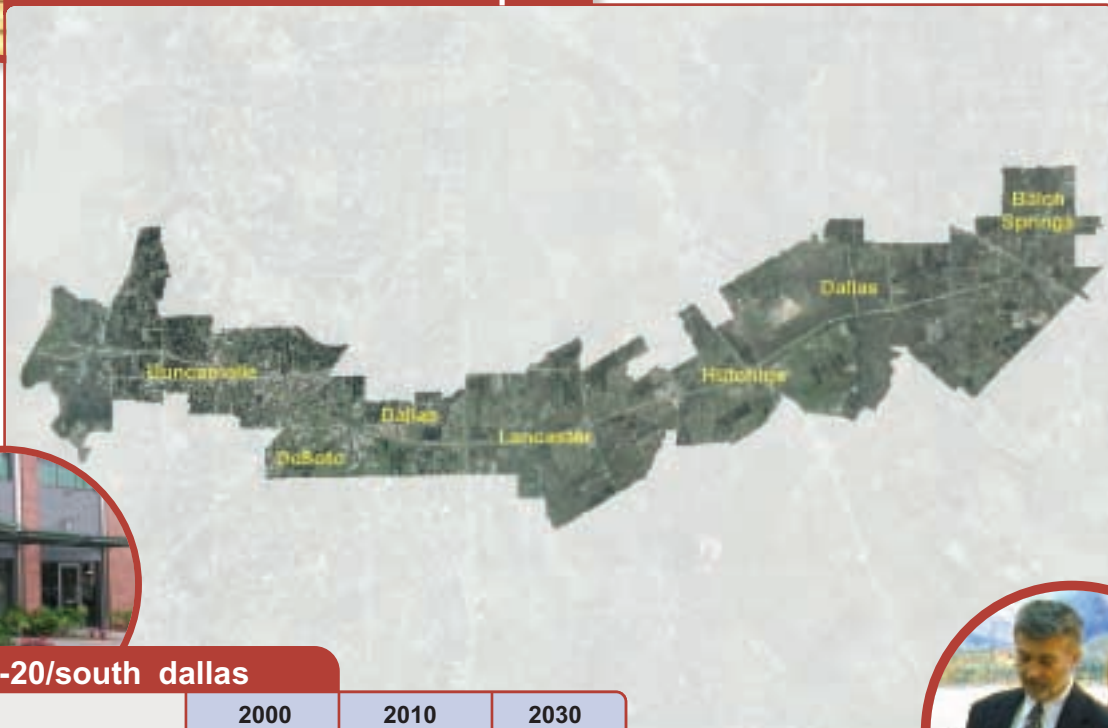 Balch
Springs
Dallas
Duncanville
Hutchins
Dallas
Lancaster
DeSoto
-20/south dallas
2000 2010 2030